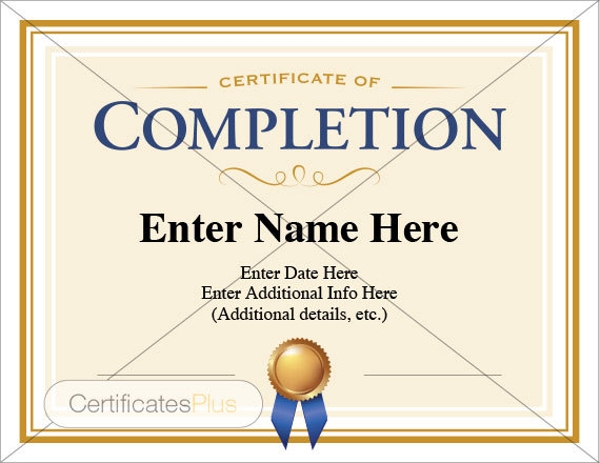 CERTIFICATE OF
COMPLETION
Enter Name Here
Enter Date Here
Enter Additional Info Here
(Additional details, etc.)
CertificatesPlus